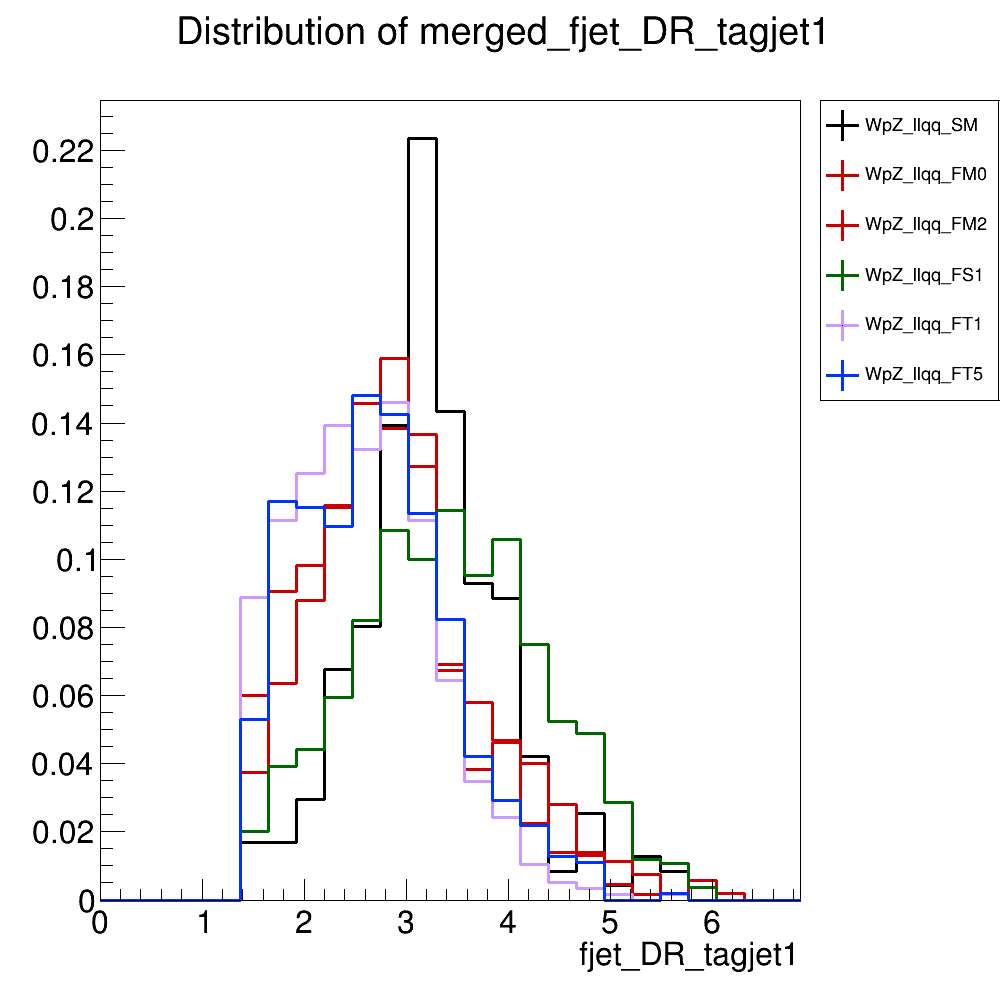 Distribution of merged_fjet_DR_tagjet1
WpZ_llqq_SM
WpZ_llqq_FM0
WpZ_llqq_FM2
WpZ_llqq_FS1
WpZ_llqq_FT1
WpZ_llqq_FT5
0.22
0.2
0.18
0.16
0.14
0.12
0.1
0.08
0.06
0.04
0.02
0
0 1 2 3 4 5 6
fjet_DR_tagjet1